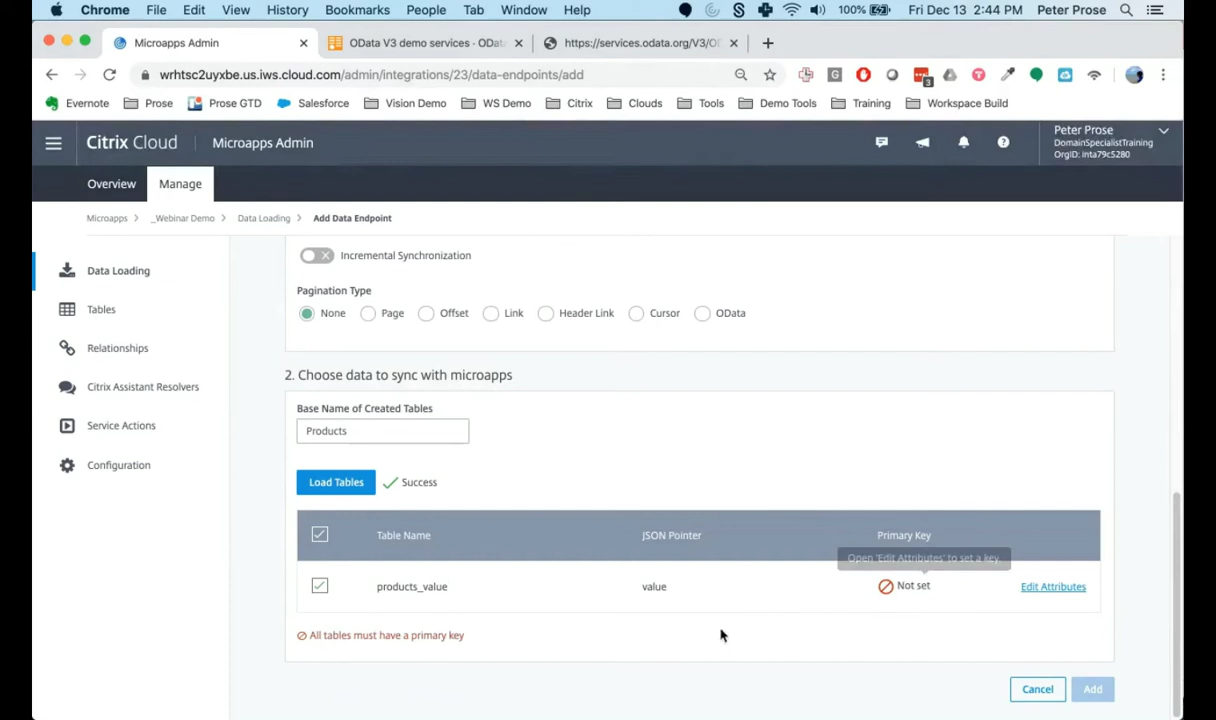 Chrome File Edit View History Bookmarks People Tab Window Help 100% Fri Dec 13 2:44 PM Peter Prose
Microapps Admin OData V3 demo services - OData https://services.odata.org/V3/OD
wrhtsc2uyxbe.us.iws.cloud.com/admin/integrations/23/data-endpoints/add 3
Evernote Prose Prose GTD Salesforce Vision Demo WS Demo Citrix Clouds Tools Demo Tools Training Workspace Build
Citrix Cloud Microapps Admin Peter Prose
DomainSpecialistTraining
OrgID: inta79c5280
Overview Manage
Microapps > _Webinar Demo > Data Loading > Add Data Endpoint
Data Loading
Tables
Relationships
Citrix Assistant Resolvers
Service Actions
Configuration
Incremental Synchronization
Pagination Type
None Page Offset Link Header Link Cursor OData
2. Choose data to sync with microapps
Base Name of Created Tables
Products
Load Tables Success
Table Name JSON Pointer Primary Key
Open 'Edit Attributes' to set a key.
products_value value Not set Edit Attributes
All tables must have a primary key
Cancel Add